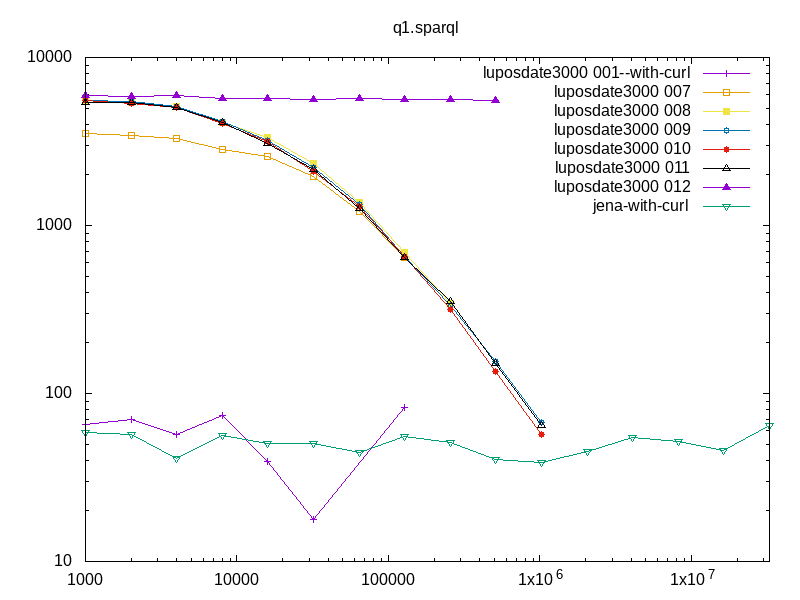 q1.sparql
10000
luposdate3000 001--with-curl
luposdate3000 007
luposdate3000 008
luposdate3000 009
luposdate3000 010
luposdate3000 011
luposdate3000 012
jena-with-curl
1000
100
10
1000 10000 100000 1x10^6 1x10^7